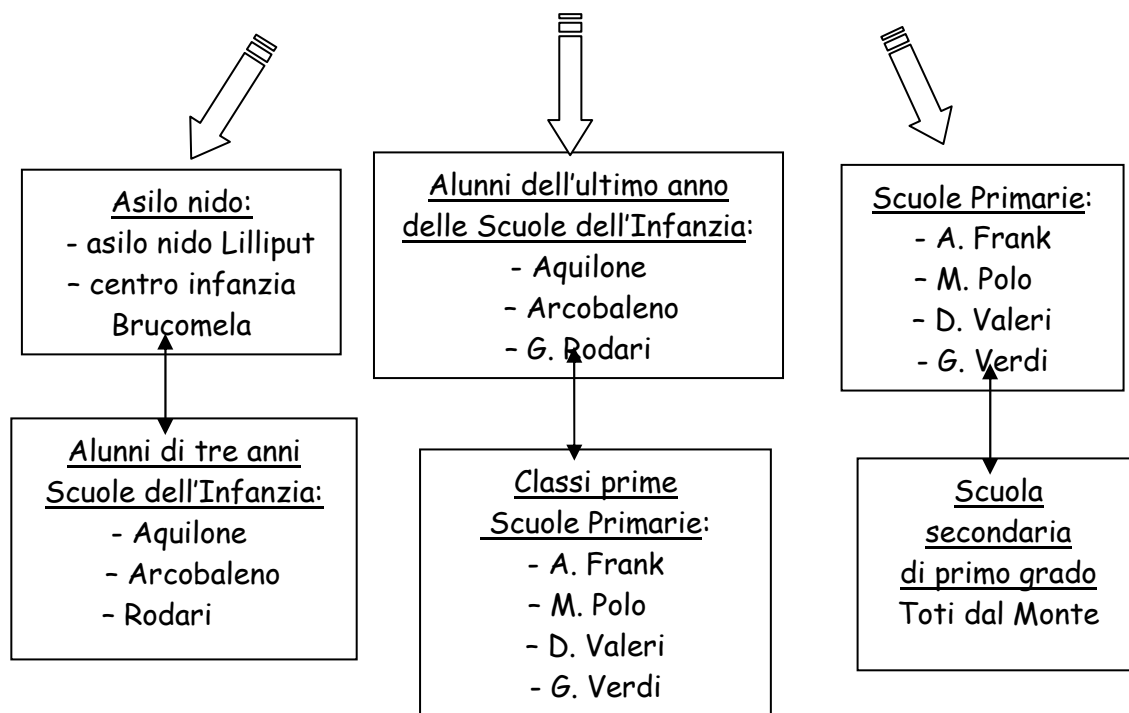 Asilo nido:
- asilo nido Lilliput
– centro infanzia
Brucomela
Alunni dell'ultimo anno
delle Scuole dell'Infanzia:
- Aquilone
– Arcobaleno
– G. Rodari
Scuole Primarie:
- A. Frank
– M. Polo
– D. Valeri
- G. Verdi
Alunni di tre anni
Scuole dell'Infanzia:
- Aquilone
– Arcobaleno
– Rodari
Classi prime
Scuole Primarie:
- A. Frank
– M. Polo
– D. Valeri
- G. Verdi
Scuola
secondaria
di primo grado
Toti dal Monte